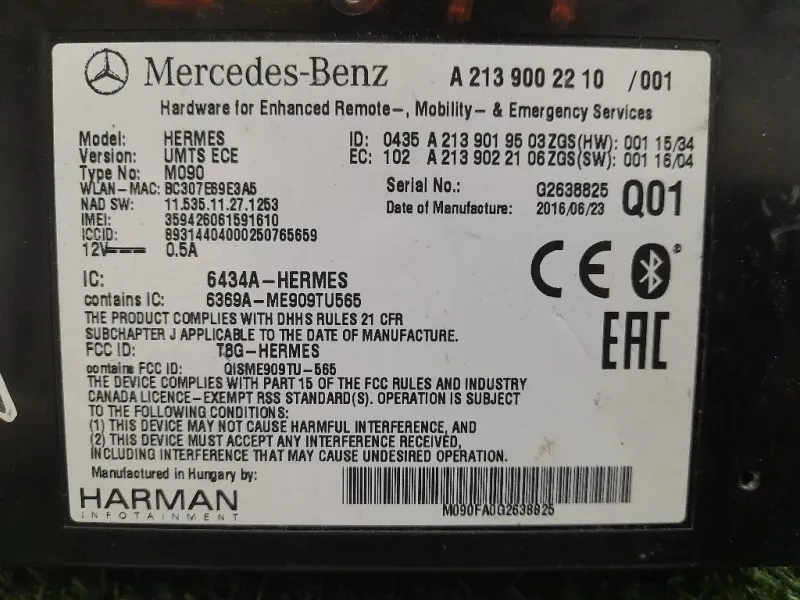 Mercedes-Benz A 213 900 22 10 /001
Hardware for Enhanced Remote-, Mobility- & Emergency Services
Model: HERMES ID: 0435 A 213 901 95 03 ZGS(HW): 001 15/34
Version: UMTS ECE EC: 102 A 213 902 21 06 ZGS(SW): 001 16/04
Type No: M090
WLAN-MAC: BC307E69E3A5 Serial No.: G2638825 Q01
NAD SW: 11.535.11.27.1253 Date of Manufacture: 2016/06/23
IMEI: 359426061591610
ICCID: 89314404000250765659
12V 0.5A
CE
IC: 6434A-HERMES
contains IC: 6369A-ME909TU565
THE PRODUCT COMPLIES WITH DHHS RULES 21 CFR
SUBCHAPTER J APPLICABLE TO THE DATE OF MANUFACTURE.
EAC
FCC ID: T8G-HERMES
contains FCC ID: QISME909TU-565
THE DEVICE COMPLIES WITH PART 15 OF THE FCC RULES AND INDUSTRY
CANADA LICENCE-EXEMPT RSS STANDARD(S). OPERATION IS SUBJECT
TO THE FOLLOWING CONDITIONS:
(1) THIS DEVICE MAY NOT CAUSE HARMFUL INTERFERENCE, AND
(2) THIS DEVICE MUST ACCEPT ANY INTERFERENCE RECEIVED,
INCLUDING INTERFERENCE THAT MAY CAUSE UNDESIRED OPERATION.
Manufactured in Hungary by:
HARMAN
INFOTAINMENT
M090FA0G2638825